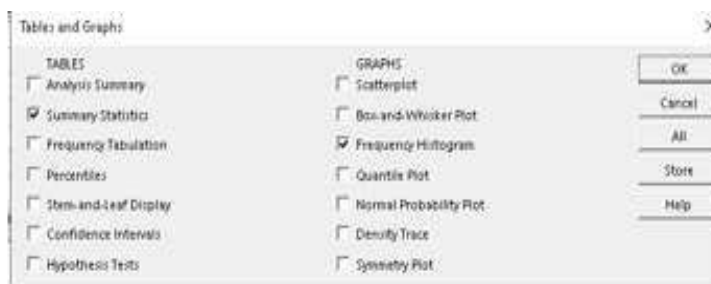 Tables and Graphs
TABLES
Analysis Summary
Summary Statistics
Frequency Tabulation
Percentiles
Stem-and-Leaf Display
Confidence Intervals
Hypothesis Tests
GRAPHS
Scatterplot
Box-and-Whisker Plot
Frequency Histogram
Quantile Plot
Normal Probability Plot
Density Trace
Symmetry Plot
OK
Cancel
All
Store
Help